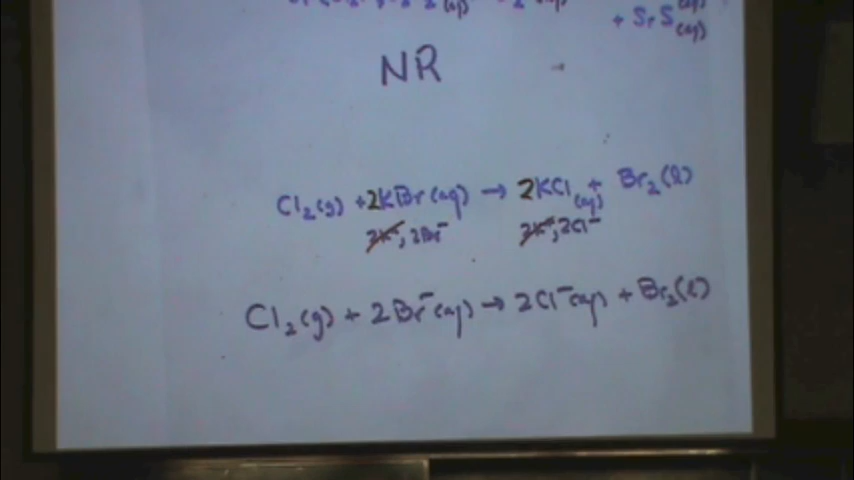 + SrS(aq)
NR
Cl₂(g) + 2KBr(aq) → 2KCl(aq) + Br₂(l)
2K⁺, 2Br⁻ 2K⁺, 2Cl⁻
Cl₂(g) + 2Br⁻(aq) → 2Cl⁻(aq) + Br₂(l)